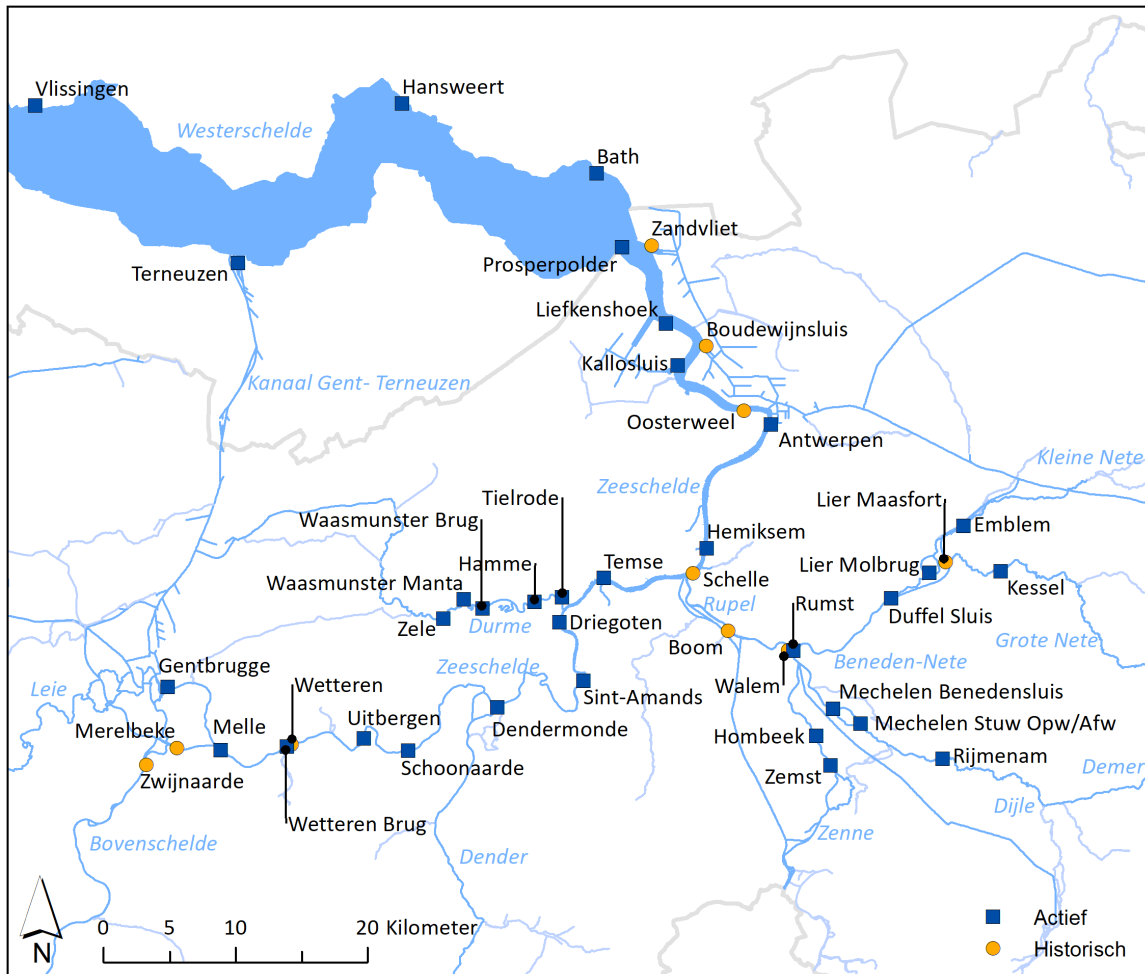 Vlissingen
Hansweert
Westerschelde
Bath
Zandvliet
Prosperpolder
Terneuzen
Liefkenshoek
Boudewijnsluis
Kallosluis
Kanaal Gent- Terneuzen
Oosterweel
Antwerpen
Kleine Nete
Zeeschelde
Tielrode
Lier Maasfort
Waasmunster Brug
Emblem
Hemiksem
Hamme
Temse
Lier Molbrug
Waasmunster Manta
Schelle
Kessel
Rupel
Rumst
Duffel Sluis
Zele
Durme
Driegoten
Grote Nete
Boom
Beneden-Nete
Gentbrugge
Zeeschelde
Leie
Wetteren
Walem
Sint-Amands
Mechelen Benedensluis
Uitbergen
Merelbeke
Melle
Dendermonde
Mechelen Stuw Opw/Afw
Hombeek
Rijmenam
Schoonaarde
Demer
Zwijnaarde
Zemst
Dijle
Wetteren Brug
Zenne
Bovenschelde
Dender
Actief
0 5 10 20 Kilometer
N
Historisch